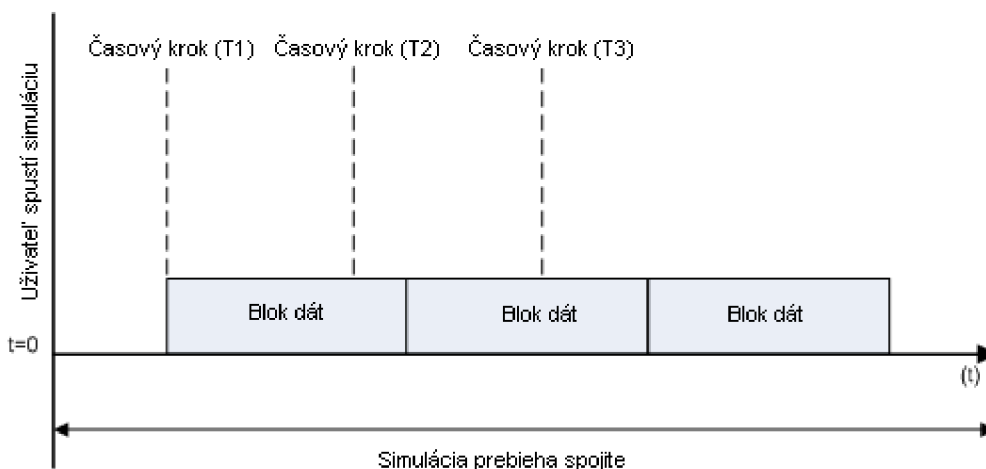 Časový krok (T1) Časový krok (T2) Časový krok (T3)
Užívateľ spustí simuláciu
Blok dát Blok dát Blok dát
t=0
(t)
Simulácia prebieha spojite